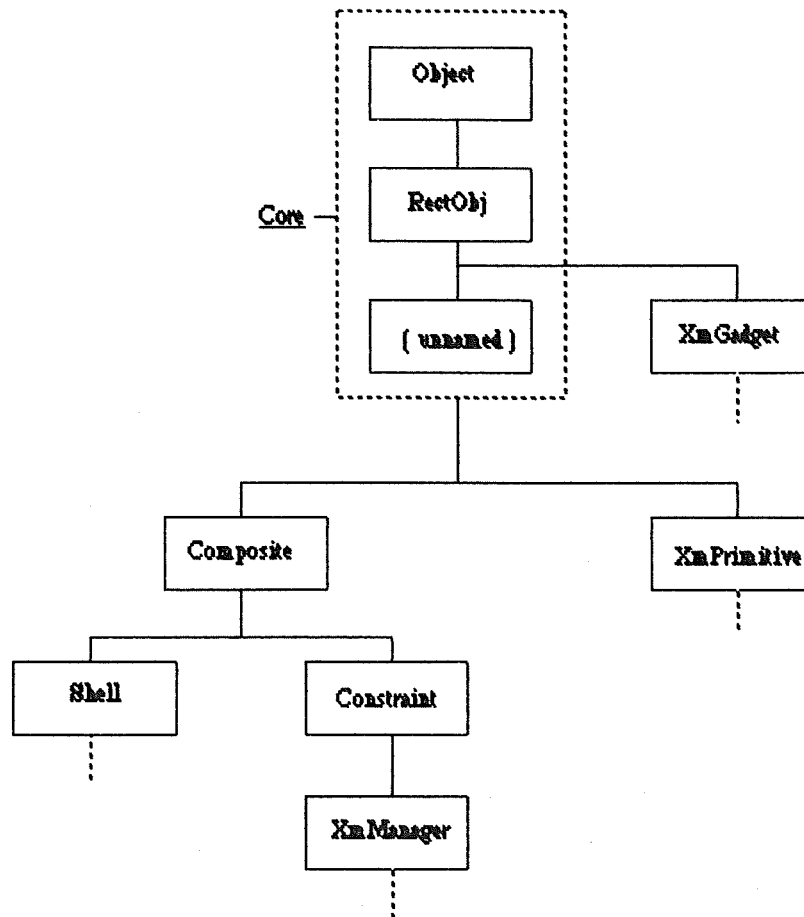 Object
RectObj
Core
( unnamed )
XmGadget
Composite
XmPrimitive
Shell
Constraint
XmManager